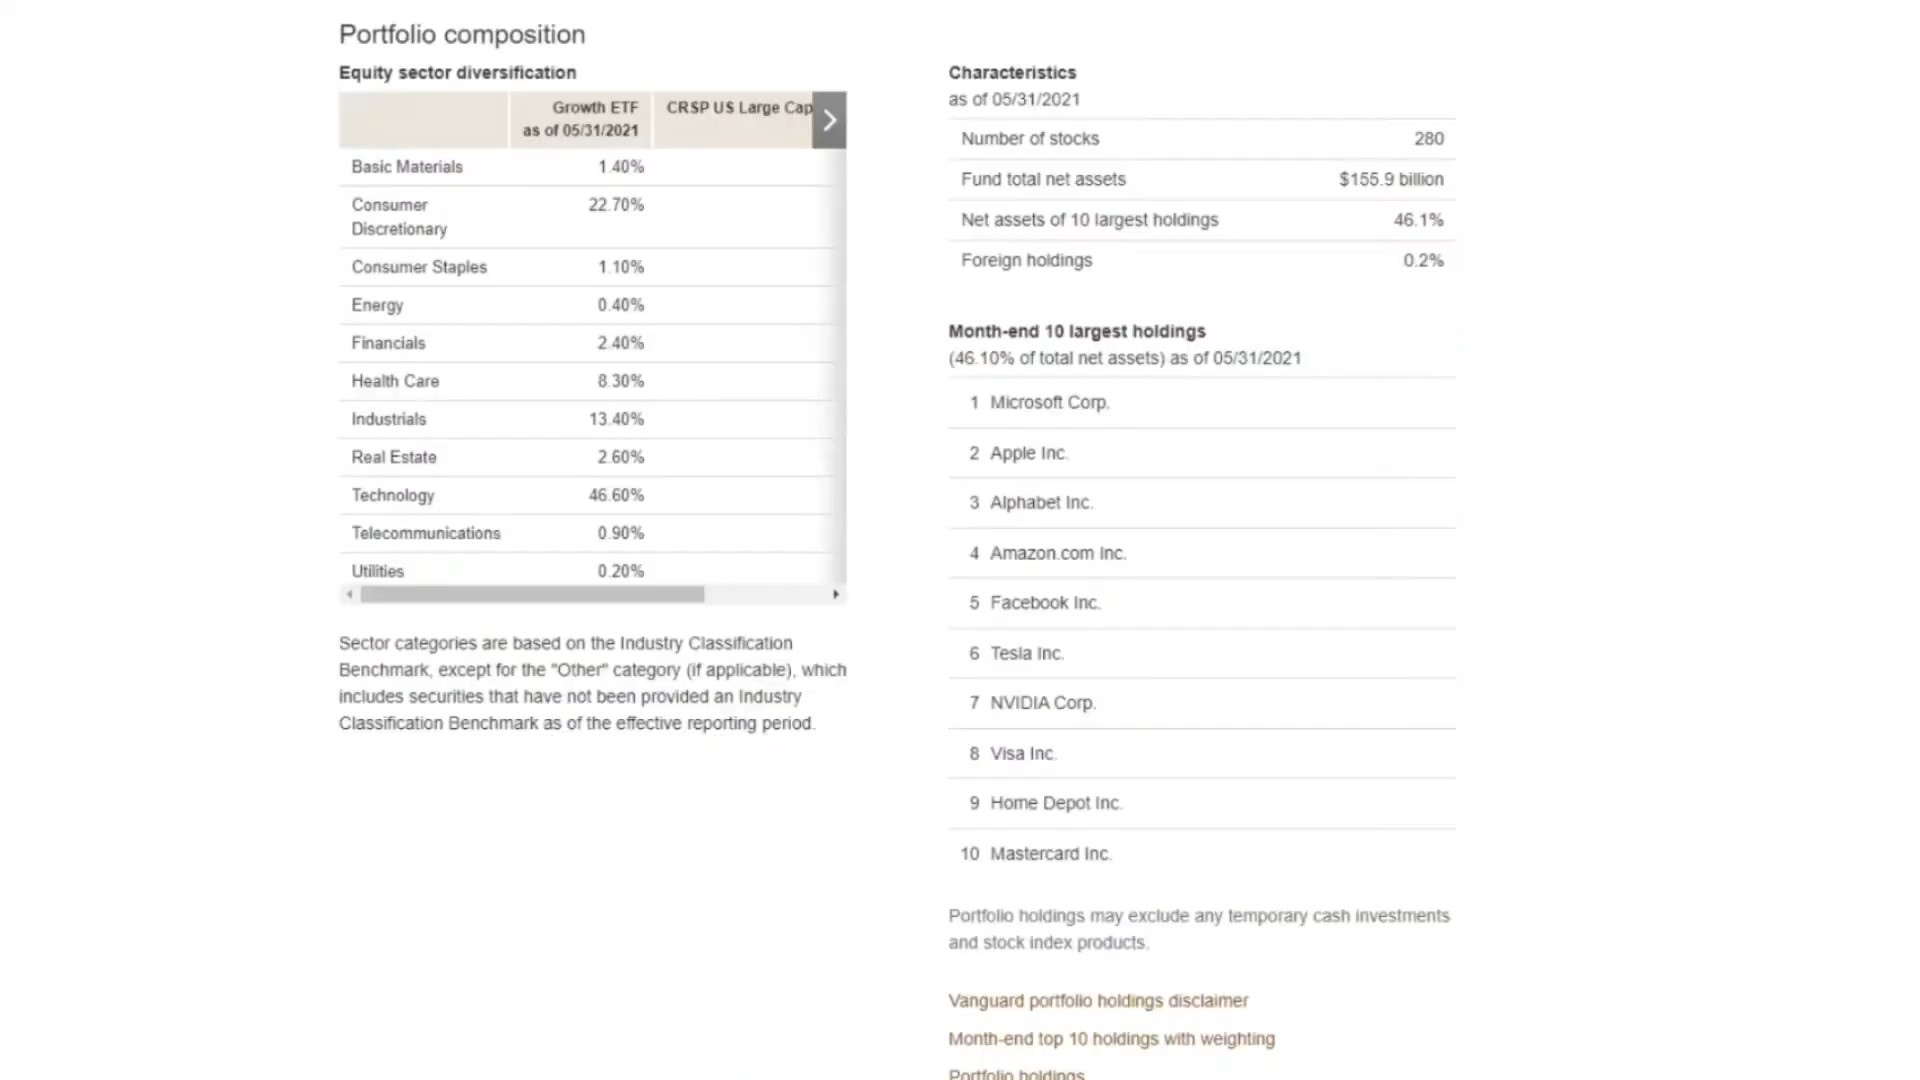 Portfolio composition
Equity sector diversification
Growth ETF CRSP US Large Cap
as of 05/31/2021
Basic Materials 1.40%
Consumer 22.70%
Discretionary
Consumer Staples 1.10%
Energy 0.40%
Financials 2.40%
Health Care 8.30%
Industrials 13.40%
Real Estate 2.60%
Technology 46.60%
Telecommunications 0.90%
Utilities 0.20%
Sector categories are based on the Industry Classification
Benchmark, except for the "Other" category (if applicable), which
includes securities that have not been provided an Industry
Classification Benchmark as of the effective reporting period.
Characteristics
as of 05/31/2021
Number of stocks 280
Fund total net assets $155.9 billion
Net assets of 10 largest holdings 46.1%
Foreign holdings 0.2%
Month-end 10 largest holdings
(46.10% of total net assets) as of 05/31/2021
1 Microsoft Corp.
2 Apple Inc.
3 Alphabet Inc.
4 Amazon.com Inc.
5 Facebook Inc.
6 Tesla Inc.
7 NVIDIA Corp.
8 Visa Inc.
9 Home Depot Inc.
10 Mastercard Inc.
Portfolio holdings may exclude any temporary cash investments
and stock index products.
Vanguard portfolio holdings disclaimer
Month-end top 10 holdings with weighting
Portfolio holdings